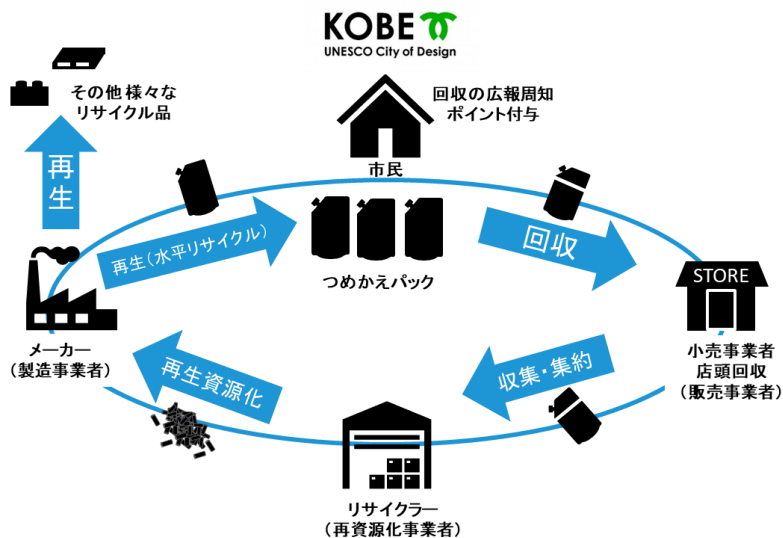 KOBE
UNESCO City of Design
その他様々な
リサイクル品
回収の広報周知
ポイント付与
再生
市民
再生(水平リサイクル)
回収
つめかえパック
STORE
メーカー
(製造事業者)
再生資源化
収集・集約
小売事業者
店頭回収
(販売事業者)
リサイクラー
(再資源化事業者)